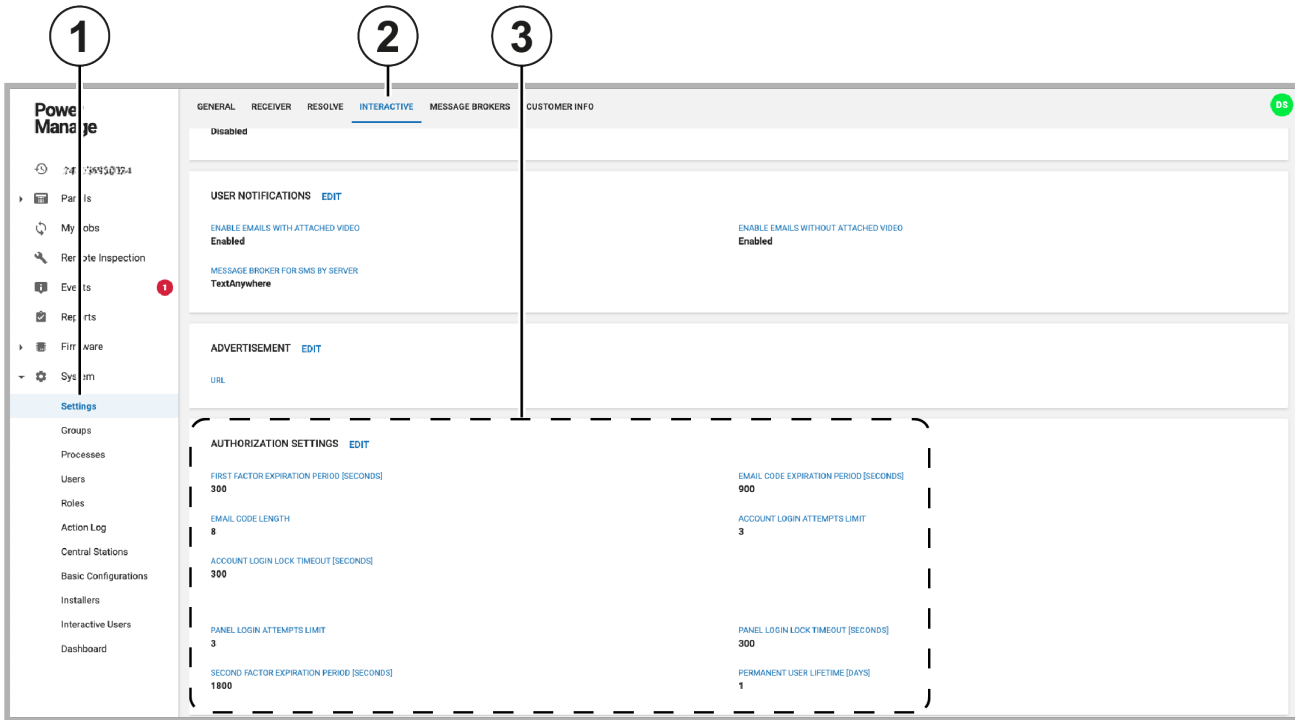 1
2
3
Power Manage
GENERAL RECEIVER RESOLVE INTERACTIVE MESSAGE BROKERS CUSTOMER INFO
DS
Disabled
Panels
My Jobs
Remote Inspection
Events 1
Reports
Firmware
System
Settings
Groups
Processes
Users
Roles
Action Log
Central Stations
Basic Configurations
Installers
Interactive Users
Dashboard
USER NOTIFICATIONS EDIT
ENABLE EMAILS WITH ATTACHED VIDEO
Enabled
ENABLE EMAILS WITHOUT ATTACHED VIDEO
Enabled
MESSAGE BROKER FOR SMS BY SERVER
TextAnywhere
ADVERTISEMENT EDIT
URL
AUTHORIZATION SETTINGS EDIT
FIRST FACTOR EXPIRATION PERIOD [SECONDS]
300
EMAIL CODE EXPIRATION PERIOD [SECONDS]
900
EMAIL CODE LENGTH
8
ACCOUNT LOGIN ATTEMPTS LIMIT
3
ACCOUNT LOGIN LOCK TIMEOUT [SECONDS]
300
PANEL LOGIN ATTEMPTS LIMIT
3
PANEL LOGIN LOCK TIMEOUT [SECONDS]
300
SECOND FACTOR EXPIRATION PERIOD [SECONDS]
1800
PERMANENT USER LIFETIME [DAYS]
1